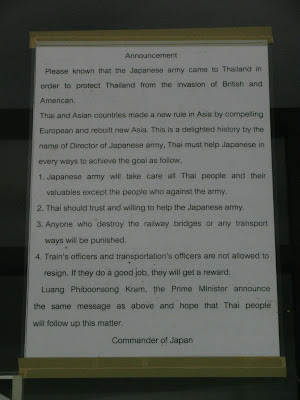 Announcement
Please known that the Japanese army came to Thailand in
order to protect Thailand from the invasion of British and
American.
Thai and Asian countries made a new rule in Asia by compelling
European and rebuilt new Asia. This is a delighted history by the
name of Director of Japanese army, Thai must help Japanese in
every ways to achieve the goal as follow,
1. Japanese army will take care all Thai people and their
valuables except the people who against the army.
2. Thai should trust and willing to help the Japanese army.
3. Anyone who destroy the railway bridges or any transport
ways will be punished.
4. Train's officers and transportation's officers are not allowed to
resign. If they do a good job, they will get a reward.
Luang Phiboonsong Kram, the Prime Minister announce
the same message as above and hope that Thai people
will follow up this matter.
Commander of Japan